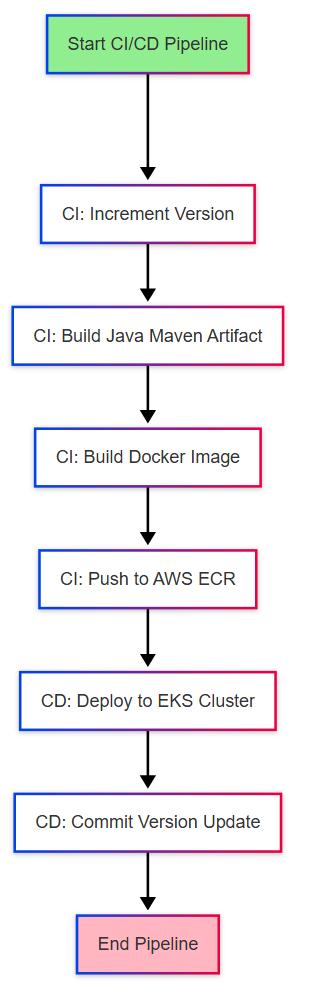 Start CI/CD Pipeline
CI: Increment Version
CI: Build Java Maven Artifact
CI: Build Docker Image
CI: Push to AWS ECR
CD: Deploy to EKS Cluster
CD: Commit Version Update
End Pipeline